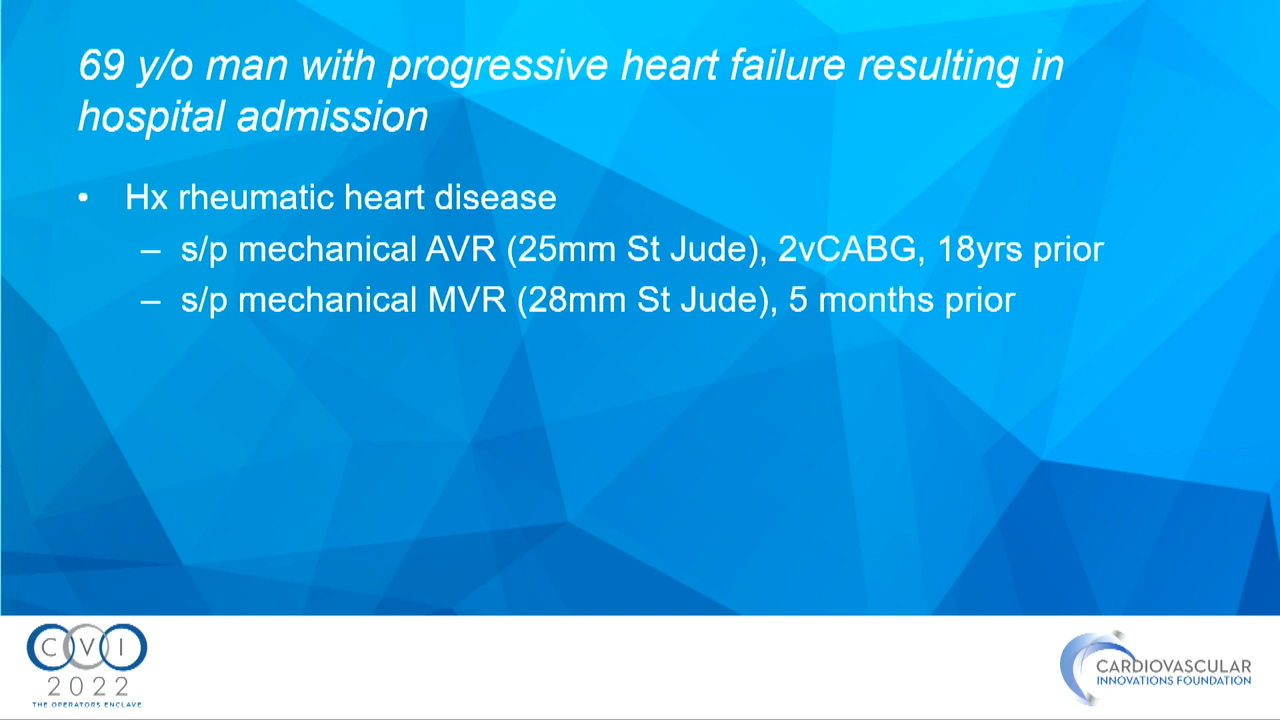 69 y/o man with progressive heart failure resulting in
hospital admission
• Hx rheumatic heart disease
– s/p mechanical AVR (25mm St Jude), 2vCABG, 18yrs prior
– s/p mechanical MVR (28mm St Jude), 5 months prior
CVI
2022
THE OPERATORS ENCLAVE
CARDIOVASCULAR
INNOVATIONS FOUNDATION